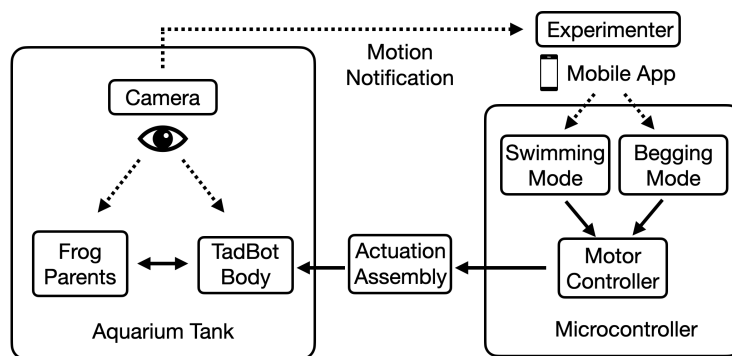 Experimenter
Motion
Notification
Mobile App
Camera
Swimming
Mode
Begging
Mode
Frog
Parents
TadBot
Body
Actuation
Assembly
Motor
Controller
Aquarium Tank
Microcontroller